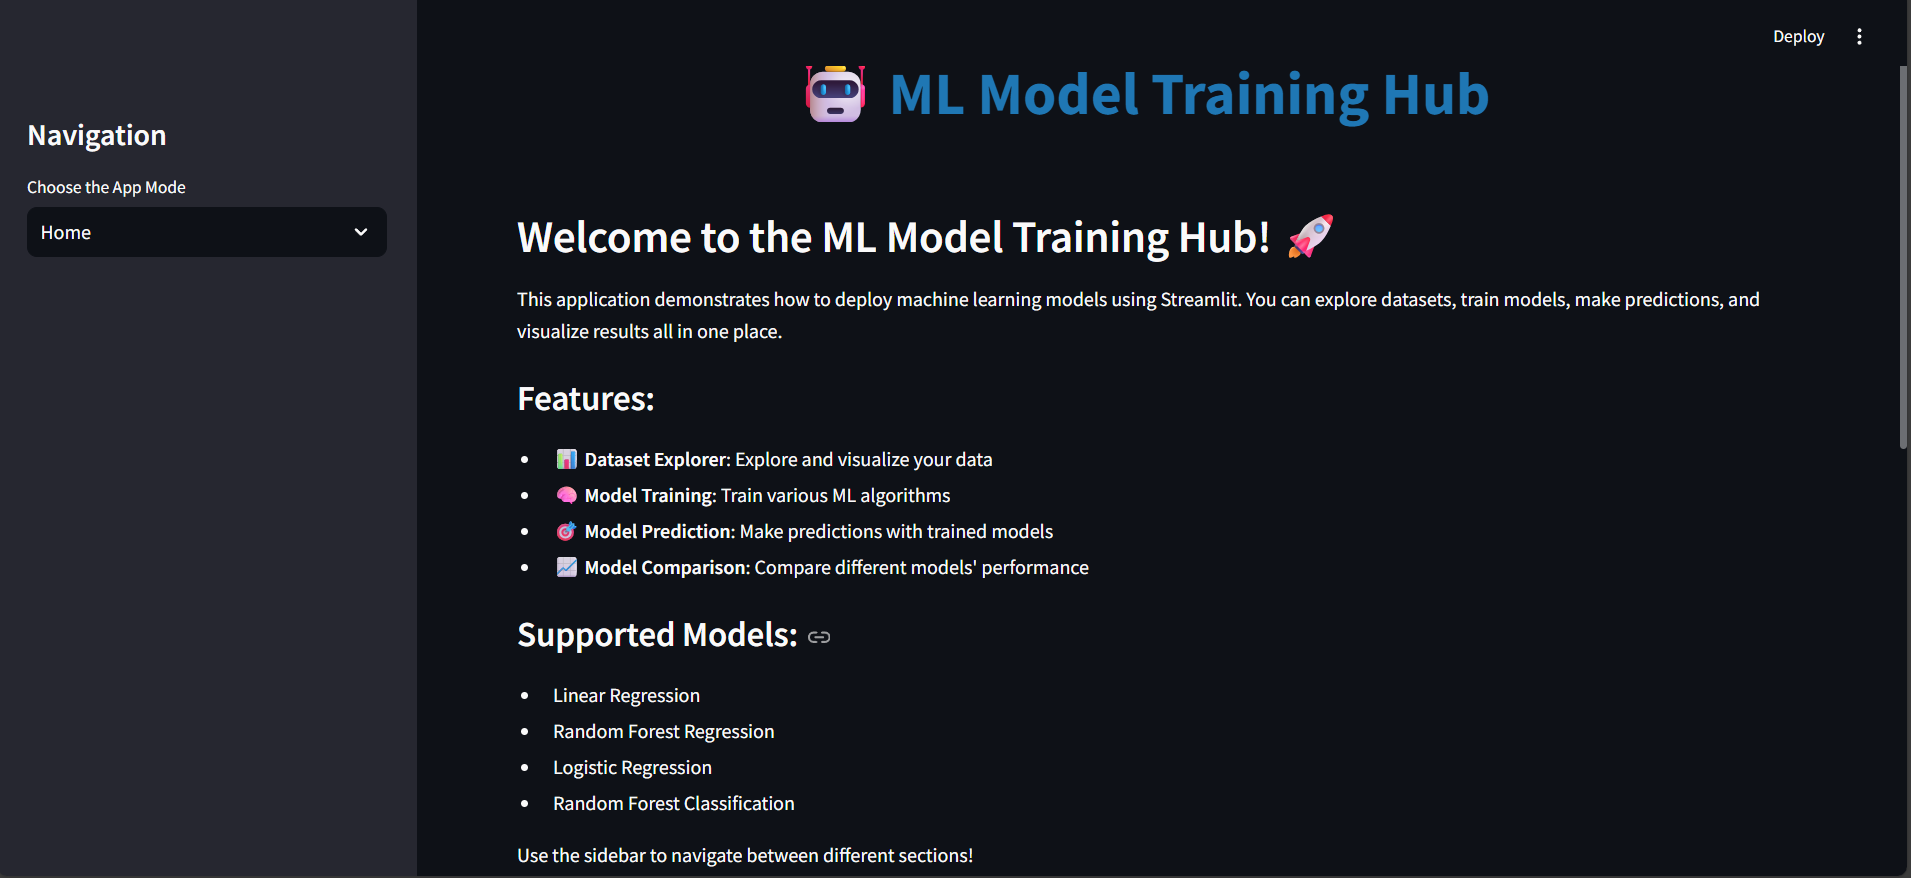 Deploy
🤖 ML Model Training Hub
Navigation
Choose the App Mode
Home
Welcome to the ML Model Training Hub! 🚀
This application demonstrates how to deploy machine learning models using Streamlit. You can explore datasets, train models, make predictions, and
visualize results all in one place.
Features:
• 📊 Dataset Explorer: Explore and visualize your data
• 🧠 Model Training: Train various ML algorithms
• 🎯 Model Prediction: Make predictions with trained models
• 📈 Model Comparison: Compare different models' performance
Supported Models:
• Linear Regression
• Random Forest Regression
• Logistic Regression
• Random Forest Classification
Use the sidebar to navigate between different sections!